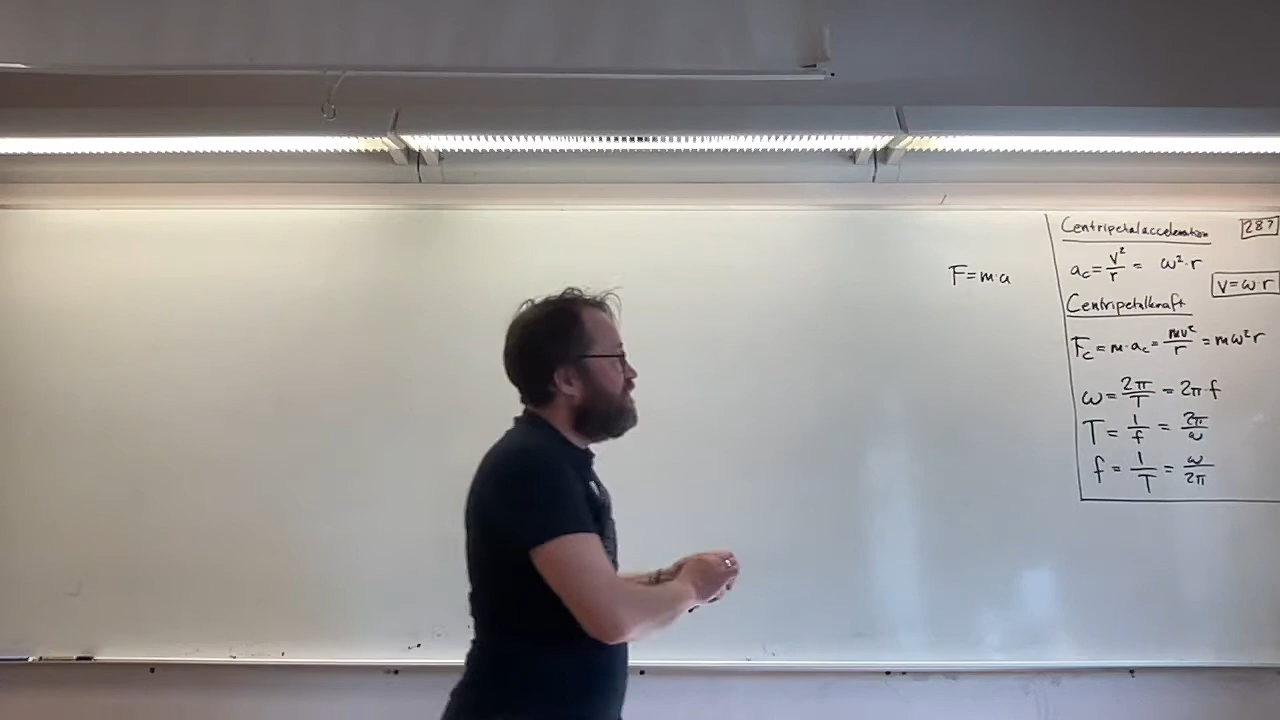 Centripetalacceleration 287
a_c = v²/r = ω²·r
v = ω·r
F = m·a
Centripetalkraft
F_c = m·a_c = mv²/r = mω²r
ω = 2π/T = 2π·f
T = 1/f = 2π/ω
f = 1/T = ω/2π